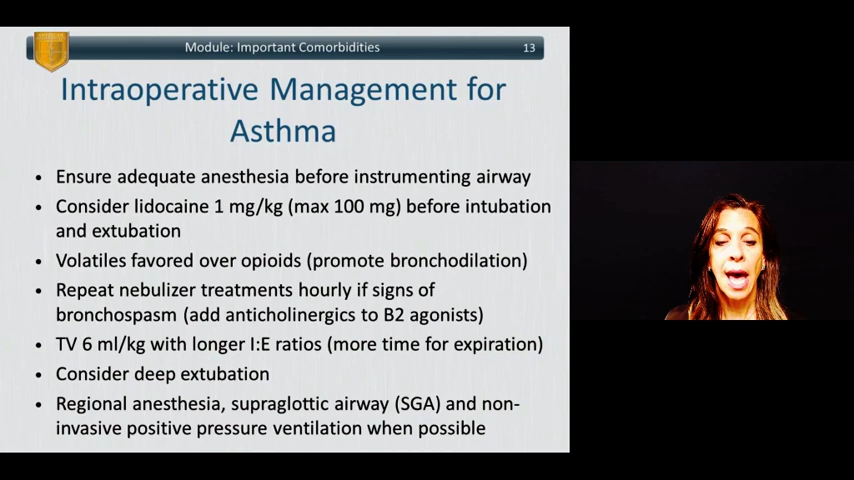 Module: Important Comorbidities
13
Intraoperative Management for
Asthma
• Ensure adequate anesthesia before instrumenting airway
• Consider lidocaine 1 mg/kg (max 100 mg) before intubation
and extubation
• Volatiles favored over opioids (promote bronchodilation)
• Repeat nebulizer treatments hourly if signs of
bronchospasm (add anticholinergics to B2 agonists)
• TV 6 ml/kg with longer I:E ratios (more time for expiration)
• Consider deep extubation
• Regional anesthesia, supraglottic airway (SGA) and non-
invasive positive pressure ventilation when possible